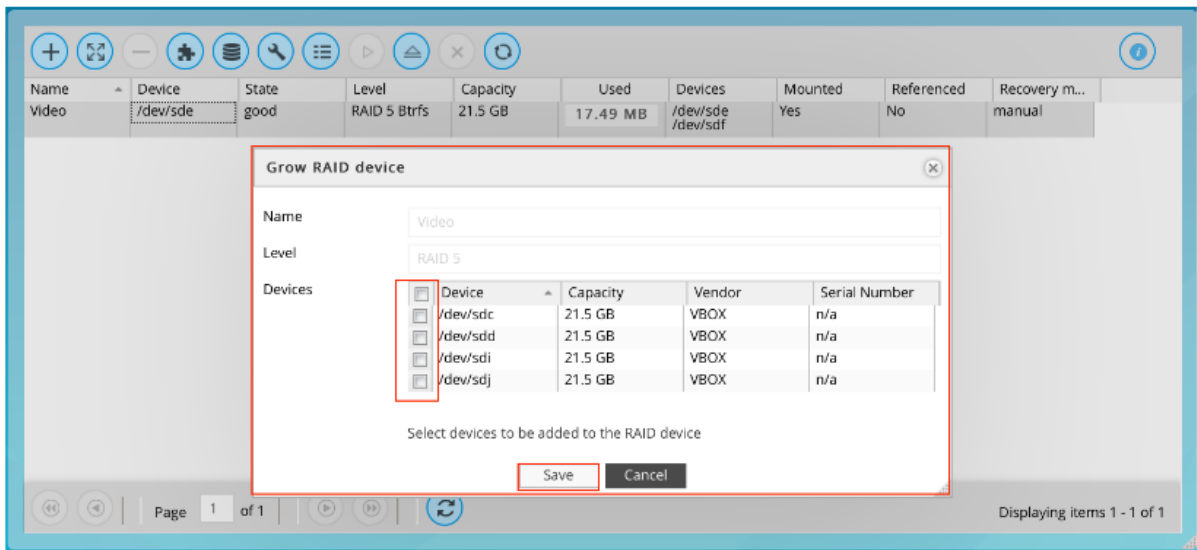 Name Device State Level Capacity Used Devices Mounted Referenced Recovery m...
Video /dev/sde good RAID 5 Btrfs 21.5 GB 17.49 MB /dev/sde Yes No manual
/dev/sdf
Grow RAID device
Name Video
Level RAID 5
Devices
Device Capacity Vendor Serial Number
/dev/sdc 21.5 GB VBOX n/a
/dev/sdd 21.5 GB VBOX n/a
/dev/sdi 21.5 GB VBOX n/a
/dev/sdj 21.5 GB VBOX n/a
Select devices to be added to the RAID device
Save Cancel
Page 1 of 1 Displaying items 1 - 1 of 1